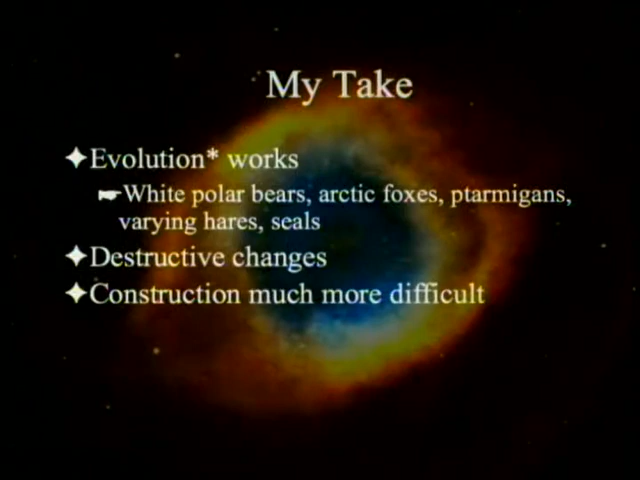 My Take
Evolution* works
White polar bears, arctic foxes, ptarmigans,
varying hares, seals
Destructive changes
Construction much more difficult